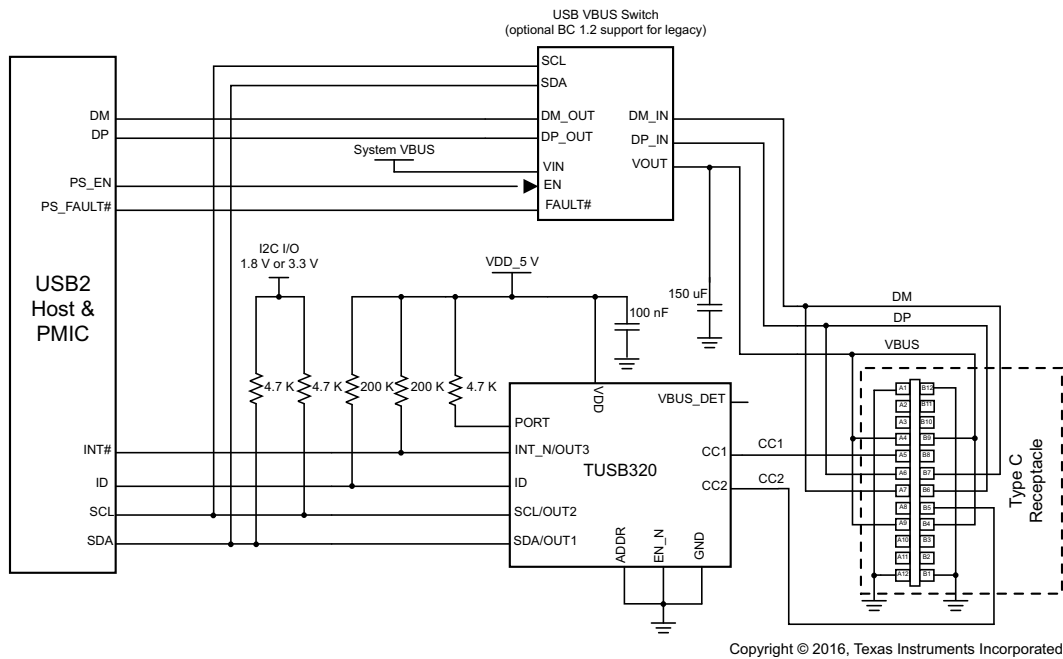 USB VBUS Switch
(optional BC 1.2 support for legacy)
SCL
SDA
DM
DM_OUT
DM_IN
DP
DP_OUT
DP_IN
System VBUS
VIN
VOUT
PS_EN
EN
PS_FAULT#
FAULT#
I2C I/O
1.8 V or 3.3 V
VDD_5 V
150 uF
100 nF
USB2
Host &
PMIC
DM
DP
VBUS
4.7 K
4.7 K
200 K
200 K
4.7 K
VDD
VBUS_DET
PORT
INT#
INT_N/OUT3
CC1
CC1
TUSB320
ID
ID
CC2
CC2
SCL
SCL/OUT2
SDA
SDA/OUT1
ADDR
EN_N
GND
A1
B12
A2
B11
A3
B10
A4
B9
A5
B8
A6
B7
A7
B6
A8
B5
A9
B4
A10
B3
A11
B2
A12
B1
Type C
Receptacle
Copyright © 2016, Texas Instruments Incorporated